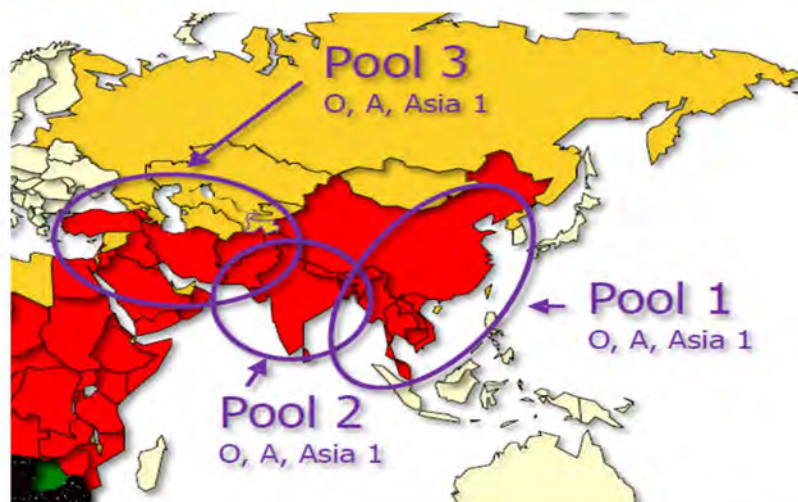 Pool 3
O, A, Asia 1
Pool 1
O, A, Asia 1
Pool 2
O, A, Asia 1